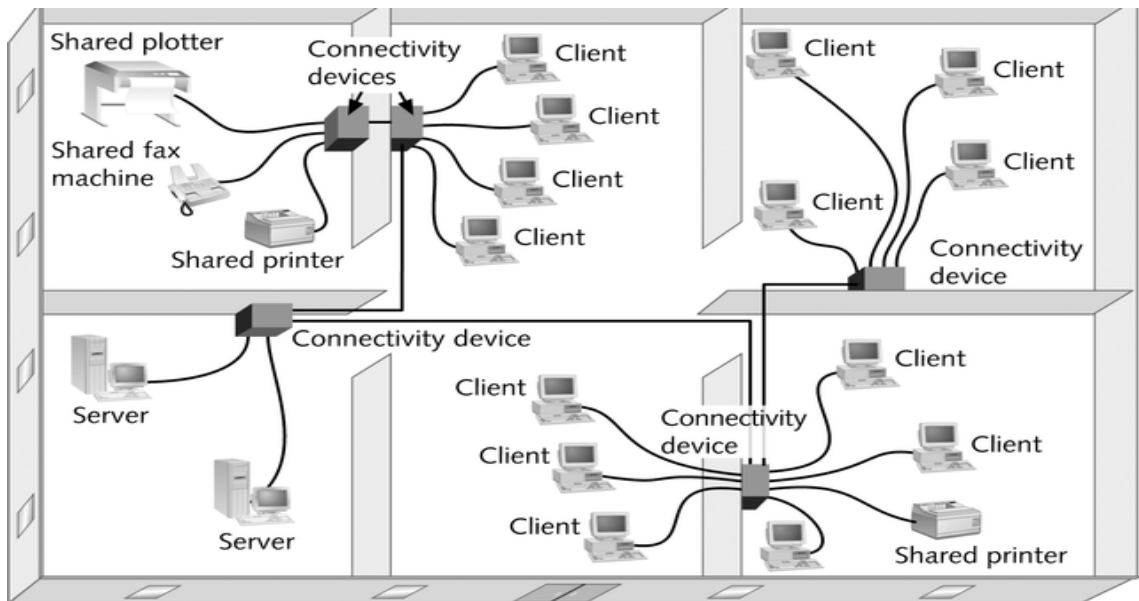 Shared plotter
Connectivity
devices
Client
Client
Client
Client
Shared fax
machine
Shared printer
Client
Client
Client
Client
Connectivity
device
Connectivity device
Server
Server
Client
Client
Client
Connectivity
device
Client
Client
Shared printer